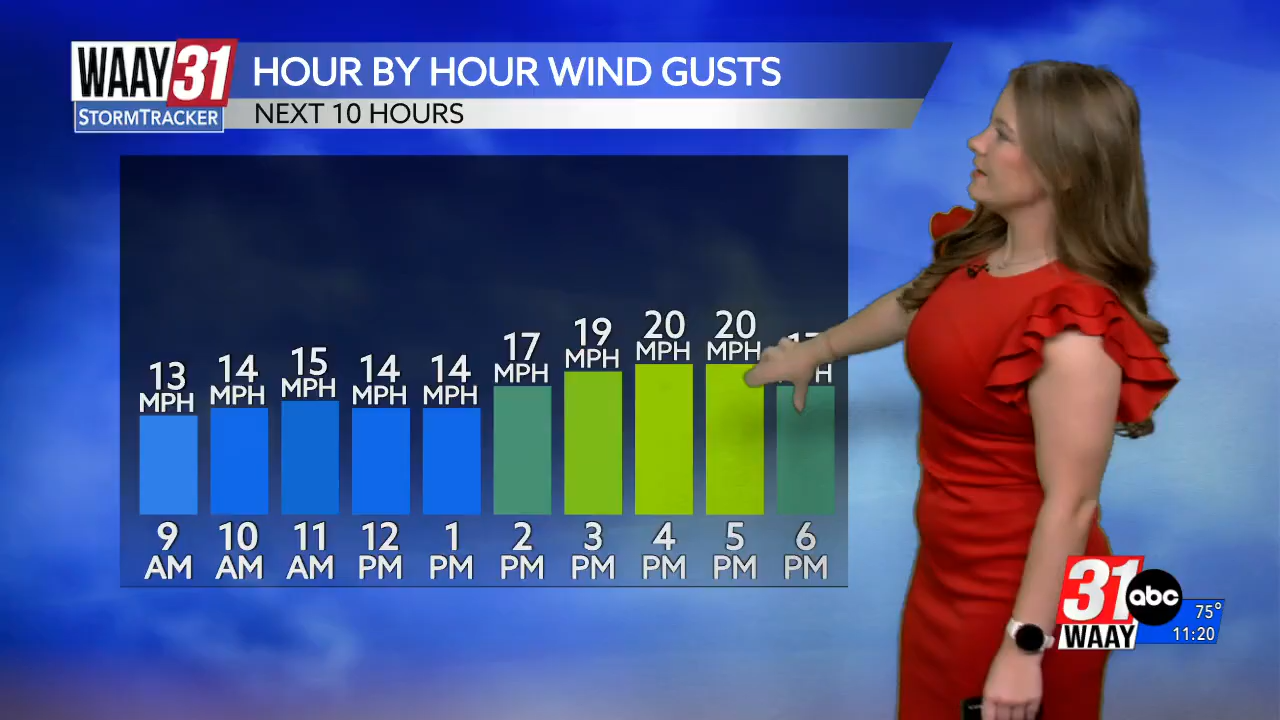 WAAY 31
STORMTRACKER
HOUR BY HOUR WIND GUSTS
NEXT 10 HOURS
13 MPH
14 MPH
15 MPH
14 MPH
14 MPH
17 MPH
19 MPH
20 MPH
20 MPH
9 AM
10 AM
11 AM
12 PM
1 PM
2 PM
3 PM
4 PM
5 PM
6 PM
31
abc
WAAY
75°
11:20